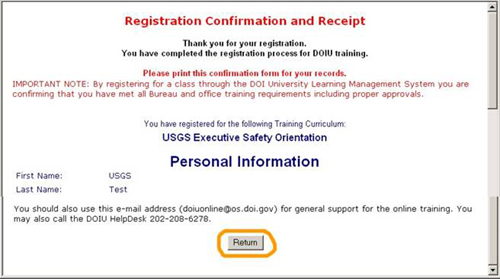 Registration Confirmation and Receipt
Thank you for your registration.
You have completed the registration process for DOIU training.
Please print this confirmation form for your records.
IMPORTANT NOTE: By registering for a class through the DOI University Learning Management System you are
confirming that you have met all Bureau and office training requirements including proper approvals.
You have registered for the following Training Curriculum:
USGS Executive Safety Orientation
Personal Information
First Name: USGS
Last Name: Test
You should also use this e-mail address (doiuonline@os.doi.gov) for general support for the online training. You
may also call the DOIU HelpDesk 202-208-6278.
Return